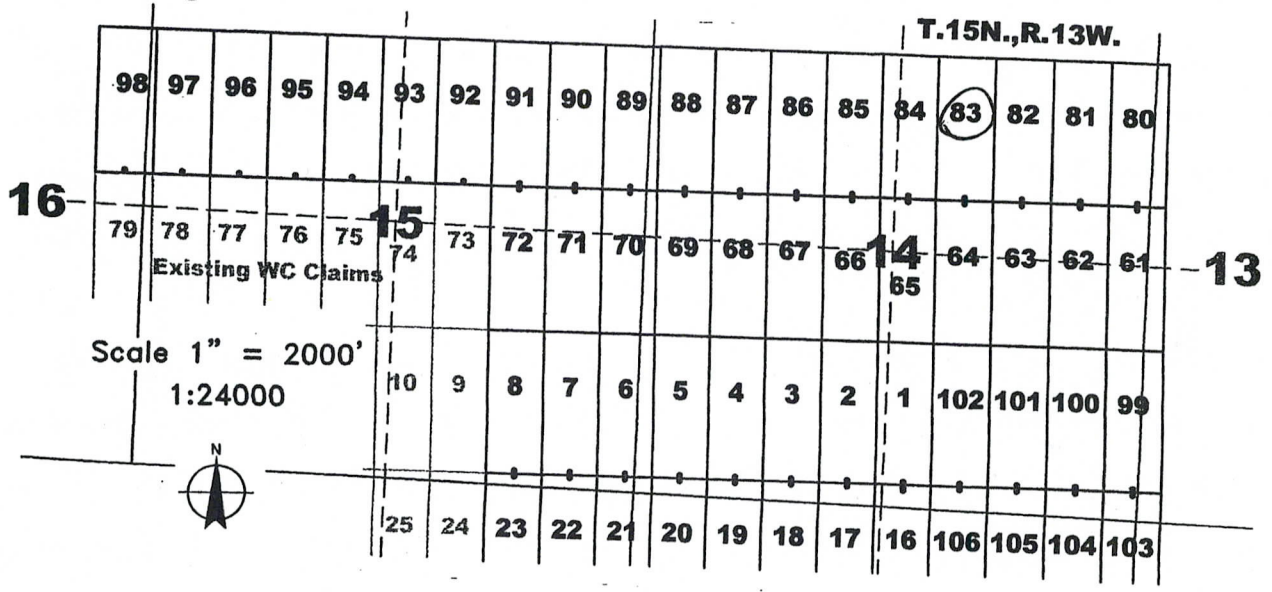 T.15N.,R.13W.
98 97 96 95 94 93 92 91 90 89 88 87 86 85 84 83 82 81 80
16 15 14 13
79 78 77 76 75 74 73 72 71 70 69 68 67 66 65 64 63 62 61
Existing WC Claims
Scale 1" = 2000'
1:24000
10 9 8 7 6 5 4 3 2 1 102 101 100 99
N
25 24 23 22 21 20 19 18 17 16 106 105 104 103